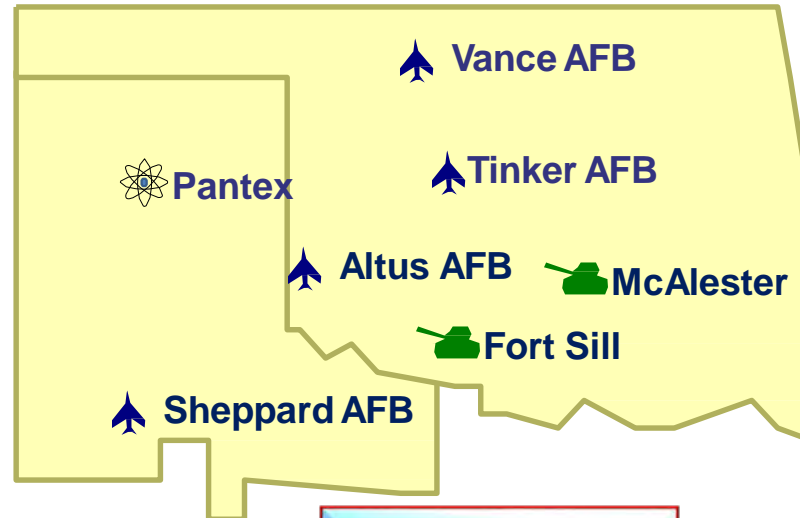 Vance AFB
Tinker AFB
Pantex
Altus AFB
McAlester
Fort Sill
Sheppard AFB